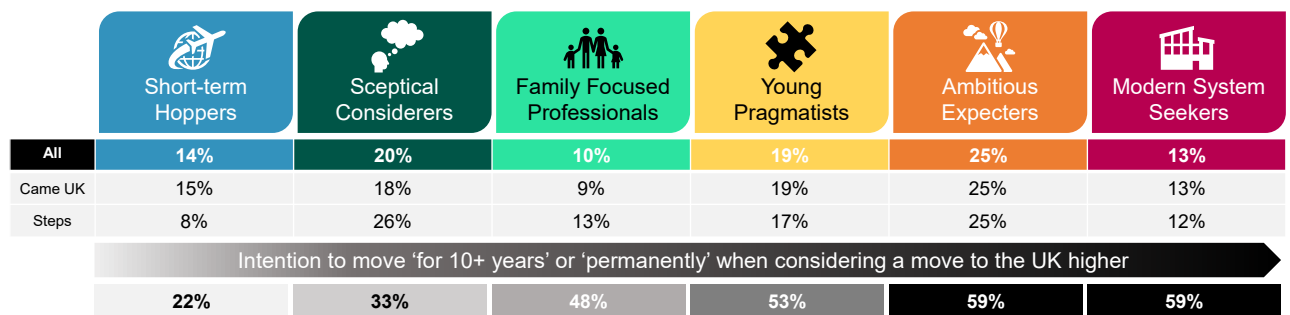 Short-term Hoppers
Sceptical Considerers
Family Focused Professionals
Young Pragmatists
Ambitious Expecters
Modern System Seekers
All 14% 20% 10% 19% 25% 13%
Came UK 15% 18% 9% 19% 25% 13%
Steps 8% 26% 13% 17% 25% 12%
Intention to move ‘for 10+ years’ or ‘permanently’ when considering a move to the UK higher
22% 33% 48% 53% 59% 59%